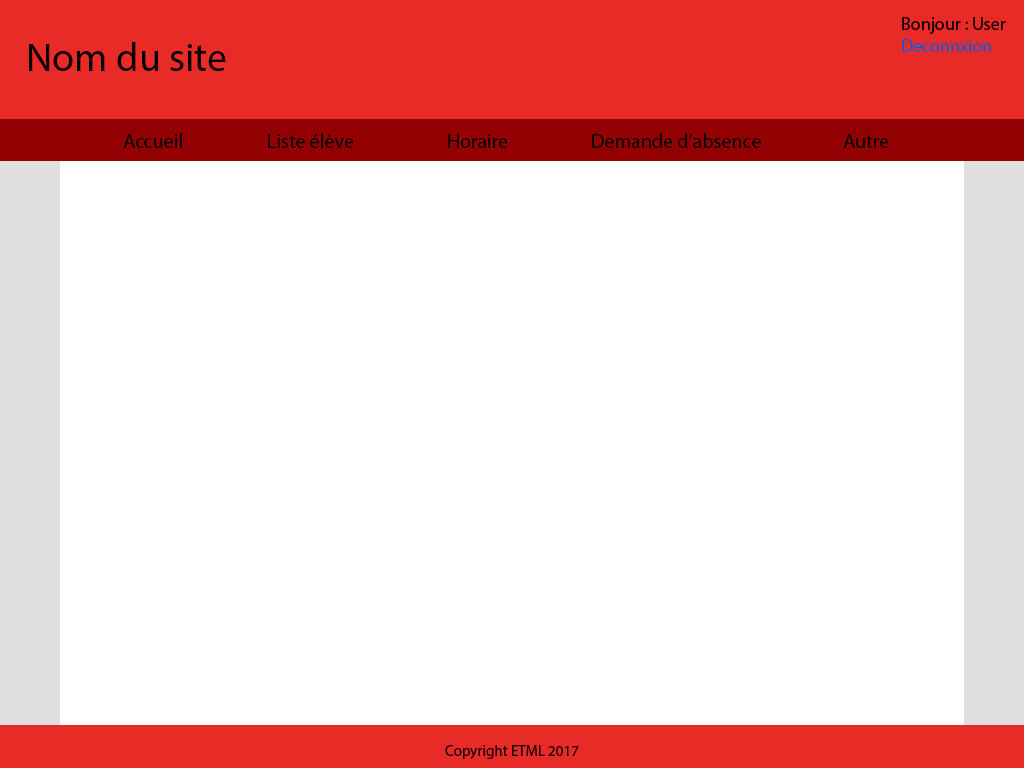 Bonjour : User
Deconnxion
Nom du site
Accueil Liste élève Horaire Demande d'absence Autre
Copyright ETML 2017